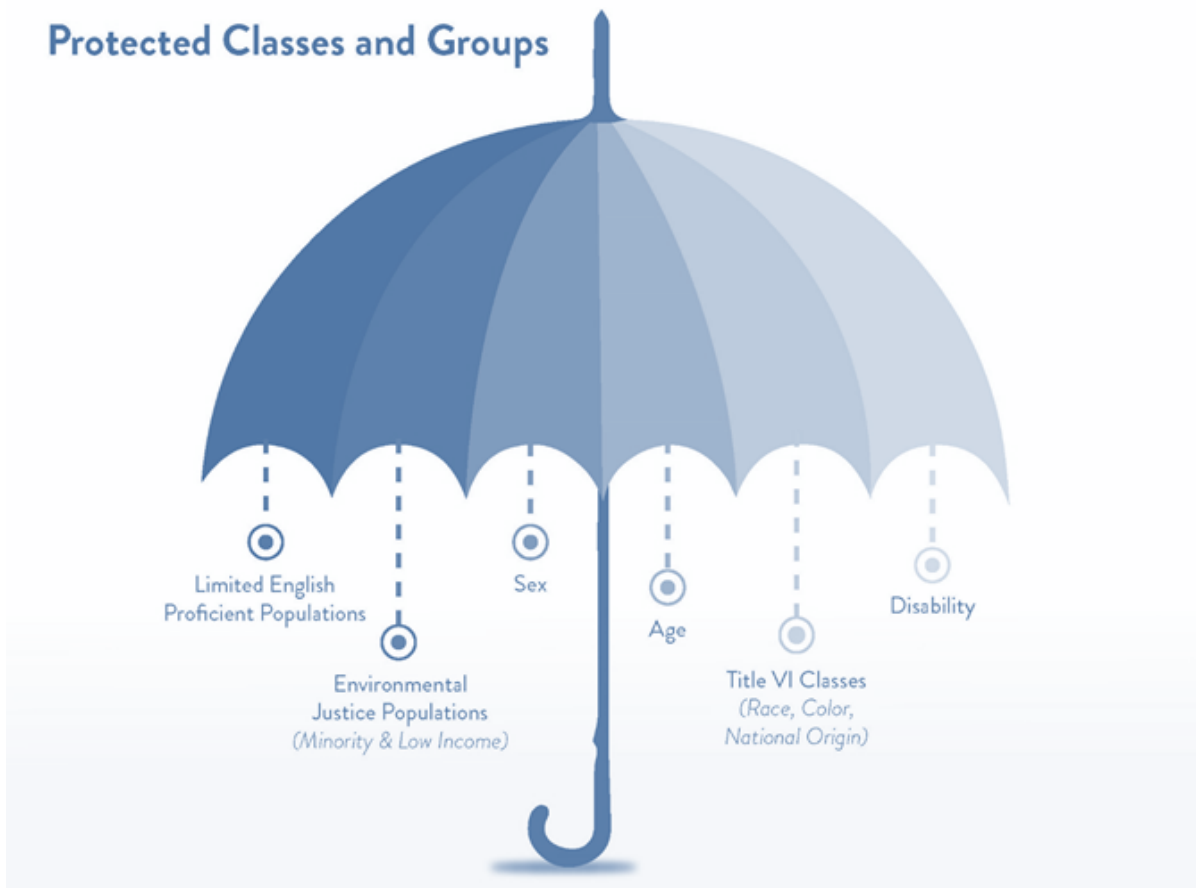 Protected Classes and Groups
Limited English
Proficient Populations
Environmental
Justice Populations
(Minority & Low Income)
Sex
Age
Title VI Classes
(Race, Color,
National Origin)
Disability